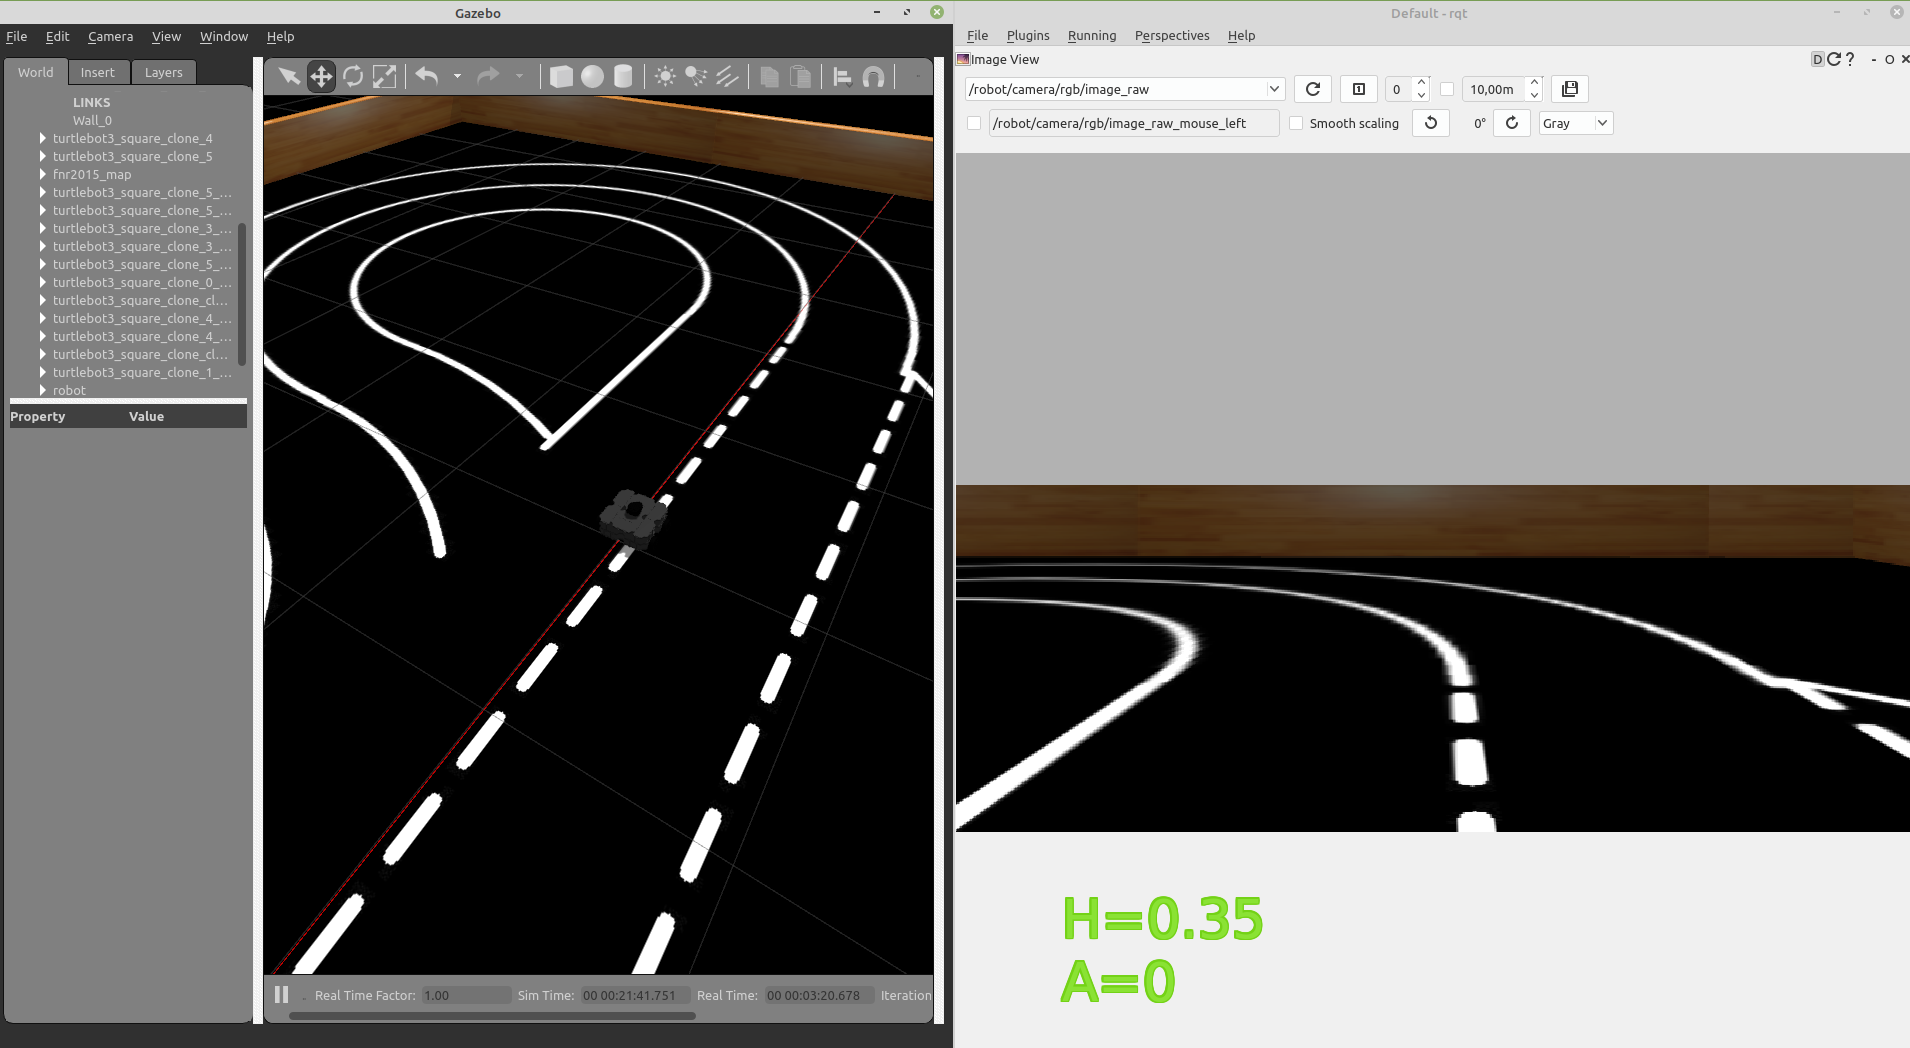 Gazebo
File Edit Camera View Window Help
World Insert Layers
LINKS
Wall_0
turtlebot3_square_clone_4
turtlebot3_square_clone_5
fnr2015_map
turtlebot3_square_clone_5_...
turtlebot3_square_clone_5_...
turtlebot3_square_clone_3_...
turtlebot3_square_clone_3_...
turtlebot3_square_clone_5_...
turtlebot3_square_clone_0_...
turtlebot3_square_clone_cl...
turtlebot3_square_clone_4_...
turtlebot3_square_clone_4_...
turtlebot3_square_clone_cl...
turtlebot3_square_clone_1_...
robot
Property Value
Real Time Factor: 1.00 Sim Time: 00 00:21:41.751 Real Time: 00 00:03:20.678 Iteration
Default - rqt
File Plugins Running Perspectives Help
Image View
D ? - O ×
/robot/camera/rgb/image_raw 1 0 10,00m
/robot/camera/rgb/image_raw_mouse_left Smooth scaling 0° Gray
H=0.35
A=0